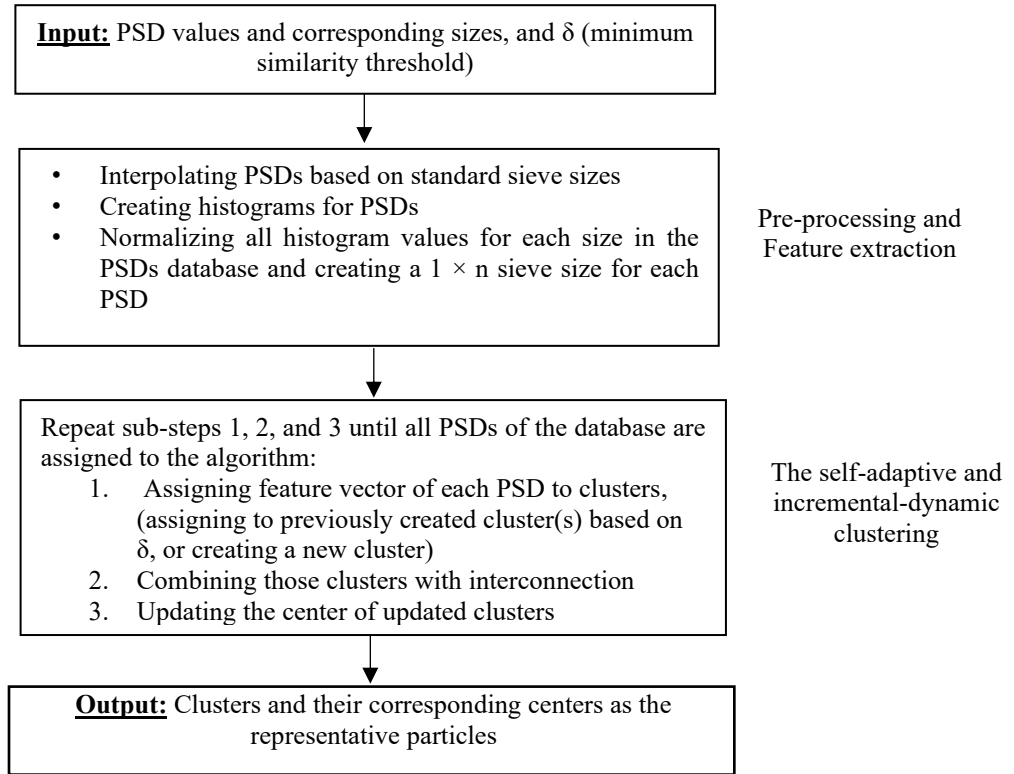 Input: PSD values and corresponding sizes, and δ (minimum
similarity threshold)
• Interpolating PSDs based on standard sieve sizes
• Creating histograms for PSDs
• Normalizing all histogram values for each size in the
PSDs database and creating a 1 × n sieve size for each
PSD
Pre-processing and
Feature extraction
Repeat sub-steps 1, 2, and 3 until all PSDs of the database are
assigned to the algorithm:
1. Assigning feature vector of each PSD to clusters,
(assigning to previously created cluster(s) based on
δ, or creating a new cluster)
2. Combining those clusters with interconnection
3. Updating the center of updated clusters
The self-adaptive and
incremental-dynamic
clustering
Output: Clusters and their corresponding centers as the
representative particles